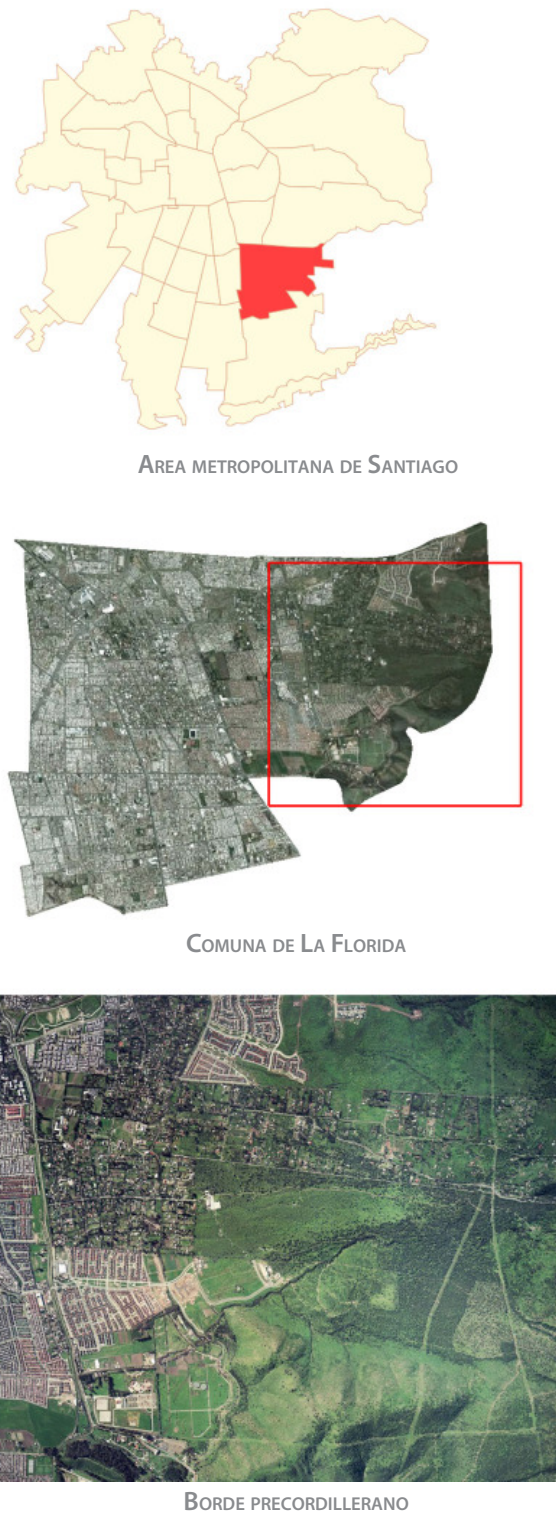 Area metropolitana de Santiago
Comuna de La Florida
Borde precordillerano